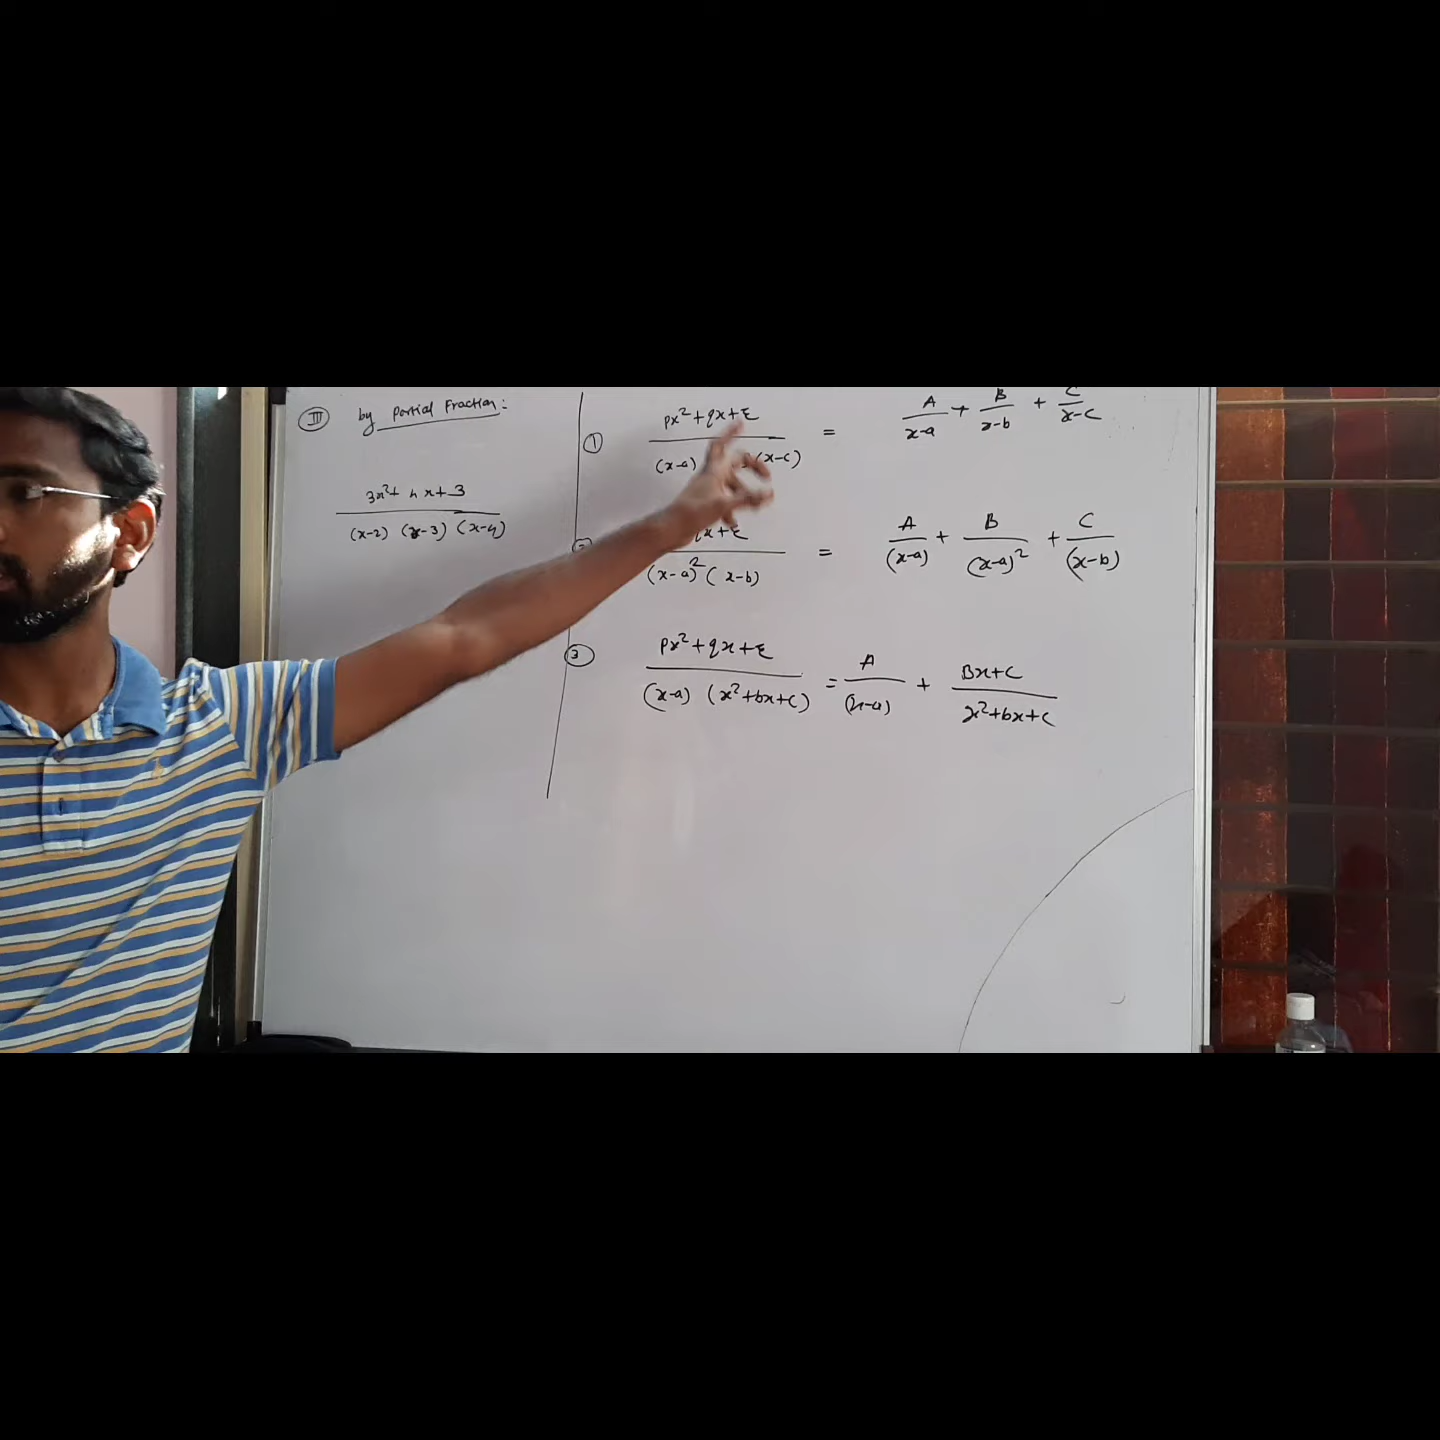 III by Partial Fraction:
3x²+ 4x+3
(x-2) (x-3) (x-4)
① px²+qx+r = A/x-a + B/x-b + C/x-c
(x-a) (x-c)
qx+r = A/(x-a) + B/(x-a)² + C/(x-b)
(x-a)² (x-b)
③ px²+qx+r = A/(x-a) + Bx+C/x²+bx+c
(x-a) (x²+bx+c)